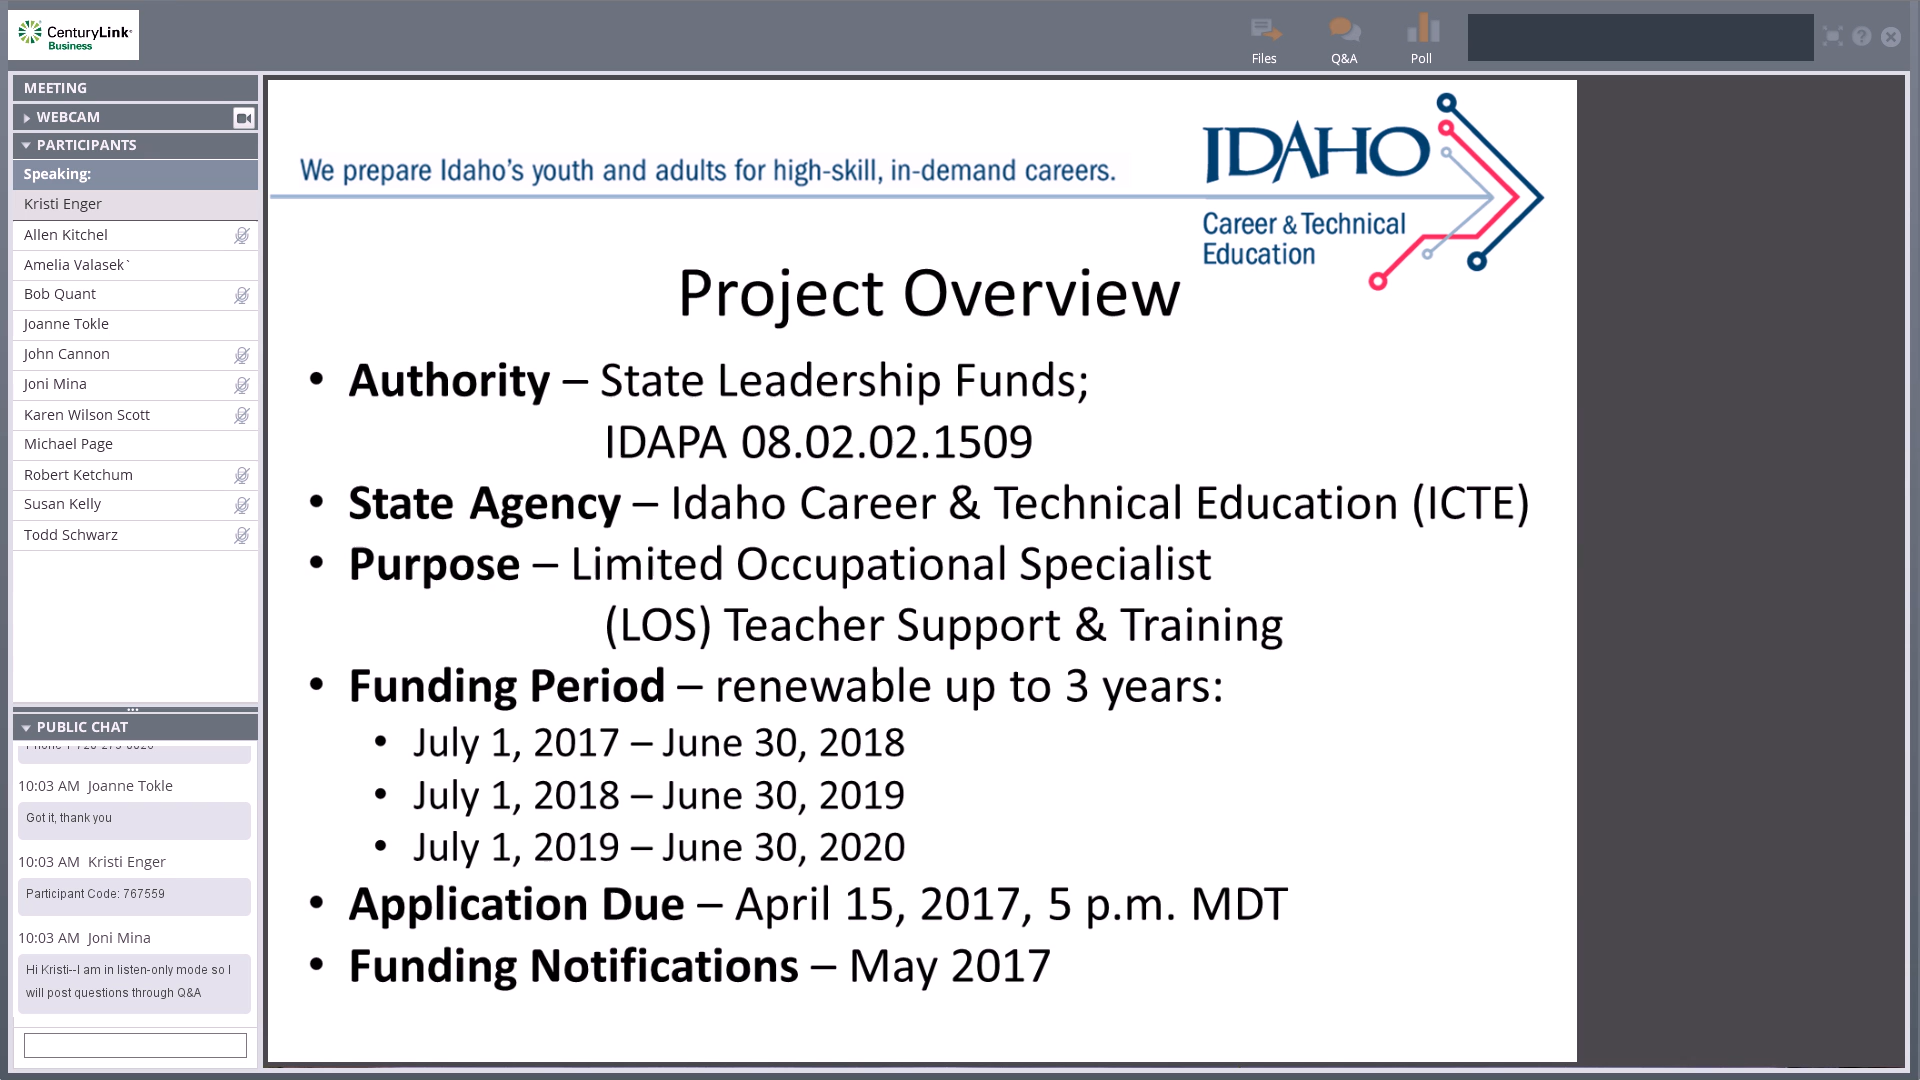 CenturyLink
Business
Files
Q&A
Poll
MEETING
WEBCAM
PARTICIPANTS
Speaking:
Kristi Enger
Allen Kitchel
Amelia Valasek`
Bob Quant
Joanne Tokle
John Cannon
Joni Mina
Karen Wilson Scott
Michael Page
Robert Ketchum
Susan Kelly
Todd Schwarz
PUBLIC CHAT
10:03 AM Joanne Tokle
Got it, thank you
10:03 AM Kristi Enger
Participant Code: 767559
10:03 AM Joni Mina
Hi Kristi--I am in listen-only mode so I
will post questions through Q&A
We prepare Idaho's youth and adults for high-skill, in-demand careers.
IDAHO
Career & Technical
Education
Project Overview
• Authority – State Leadership Funds;
IDAPA 08.02.02.1509
• State Agency – Idaho Career & Technical Education (ICTE)
• Purpose – Limited Occupational Specialist
(LOS) Teacher Support & Training
• Funding Period – renewable up to 3 years:
• July 1, 2017 – June 30, 2018
• July 1, 2018 – June 30, 2019
• July 1, 2019 – June 30, 2020
• Application Due – April 15, 2017, 5 p.m. MDT
• Funding Notifications – May 2017